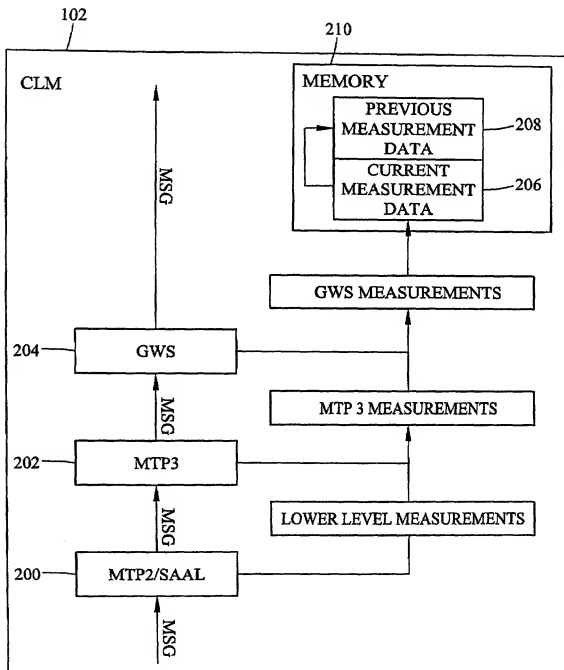 102
210
CLM
MEMORY
PREVIOUS
MEASUREMENT
DATA
208
CURRENT
MEASUREMENT
DATA
206
MSG
GWS MEASUREMENTS
204
GWS
MSG
MTP 3 MEASUREMENTS
202
MTP3
MSG
LOWER LEVEL MEASUREMENTS
200
MTP2/SAAL
MSG